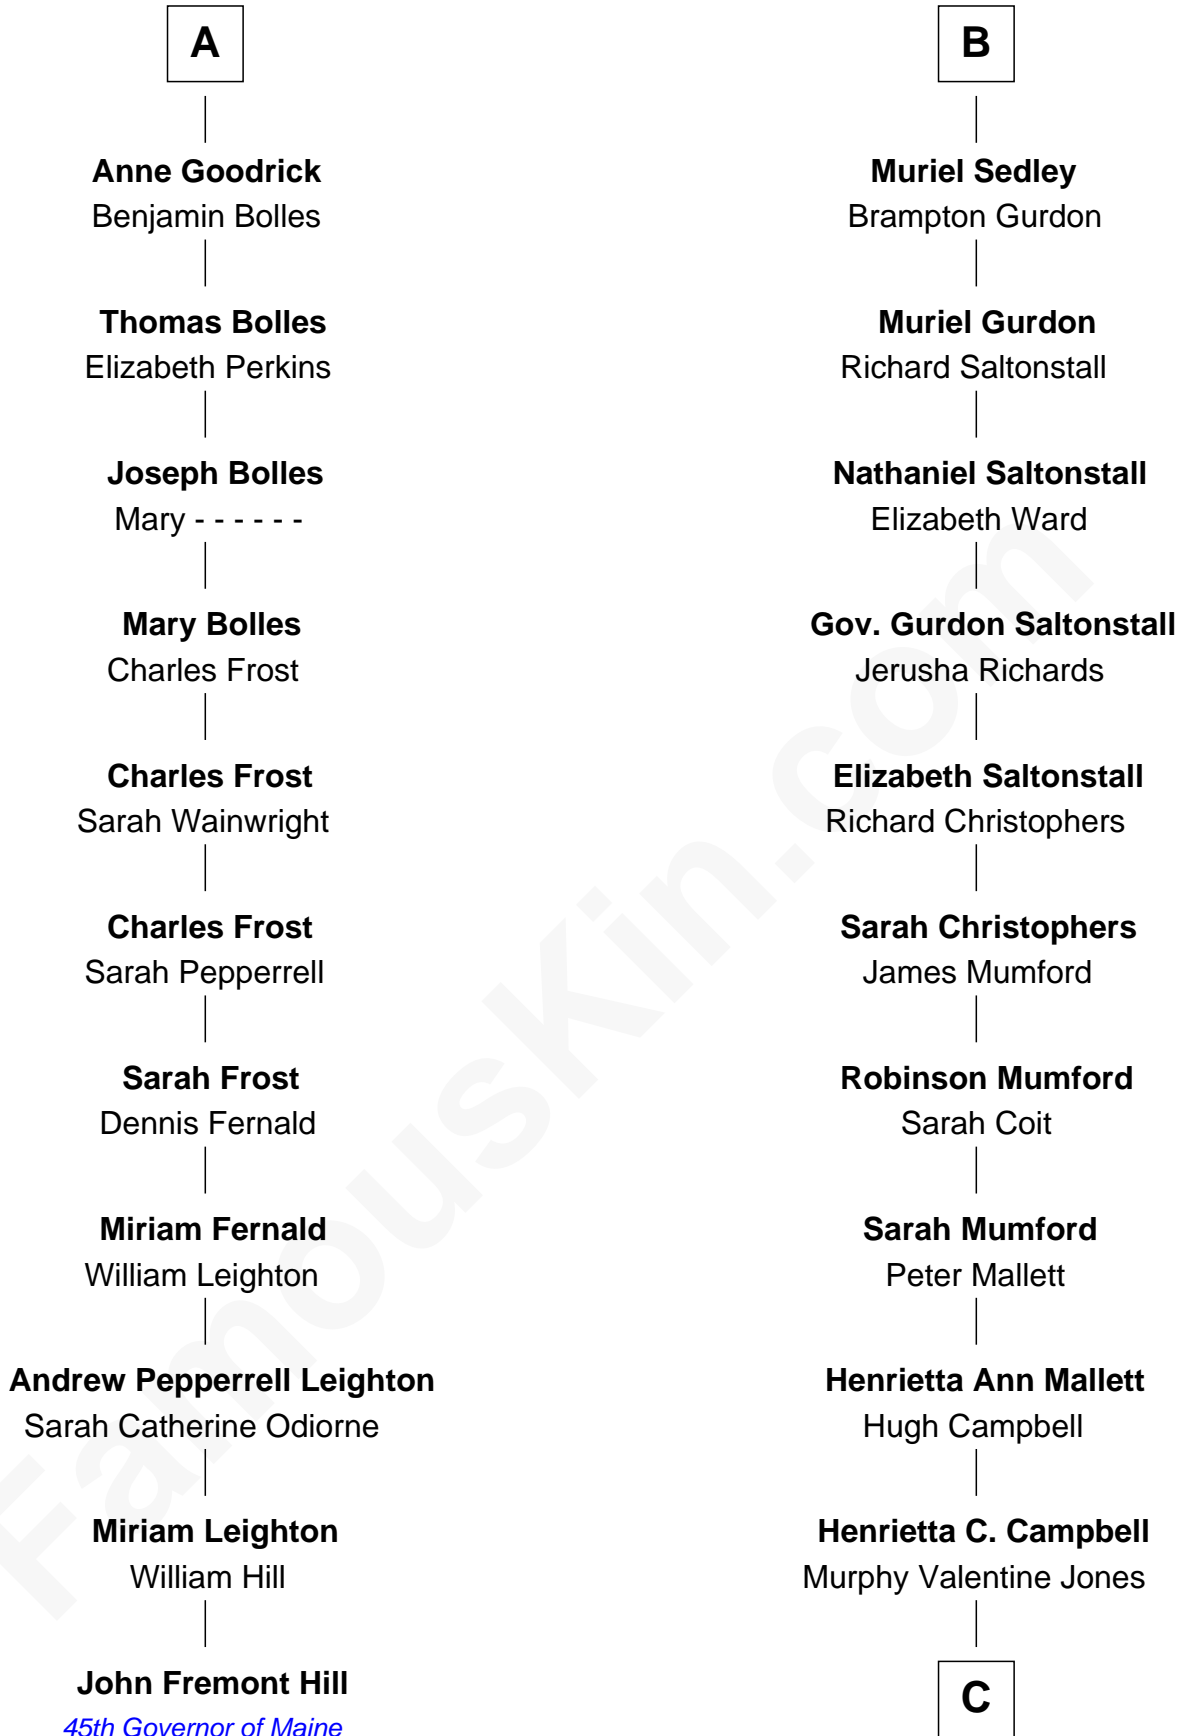 A
Anne Goodrick
Benjamin Bolles
Thomas Bolles
Elizabeth Perkins
Joseph Bolles
Mary - - - - - -
Mary Bolles
Charles Frost
Charles Frost
Sarah Wainwright
Charles Frost
Sarah Pepperrell
Sarah Frost
Dennis Fernald
Miriam Fernald
William Leighton
Andrew Pepperrell Leighton
Sarah Catherine Odiorne
Miriam Leighton
William Hill
John Fremont Hill
45th Governor of Maine
B
Muriel Sedley
Brampton Gurdon
Muriel Gurdon
Richard Saltonstall
Nathaniel Saltonstall
Elizabeth Ward
Gov. Gurdon Saltonstall
Jerusha Richards
Elizabeth Saltonstall
Richard Christophers
Sarah Christophers
James Mumford
Robinson Mumford
Sarah Coit
Sarah Mumford
Peter Mallett
Henrietta Ann Mallett
Hugh Campbell
Henrietta C. Campbell
Murphy Valentine Jones
C
FamousKin.com